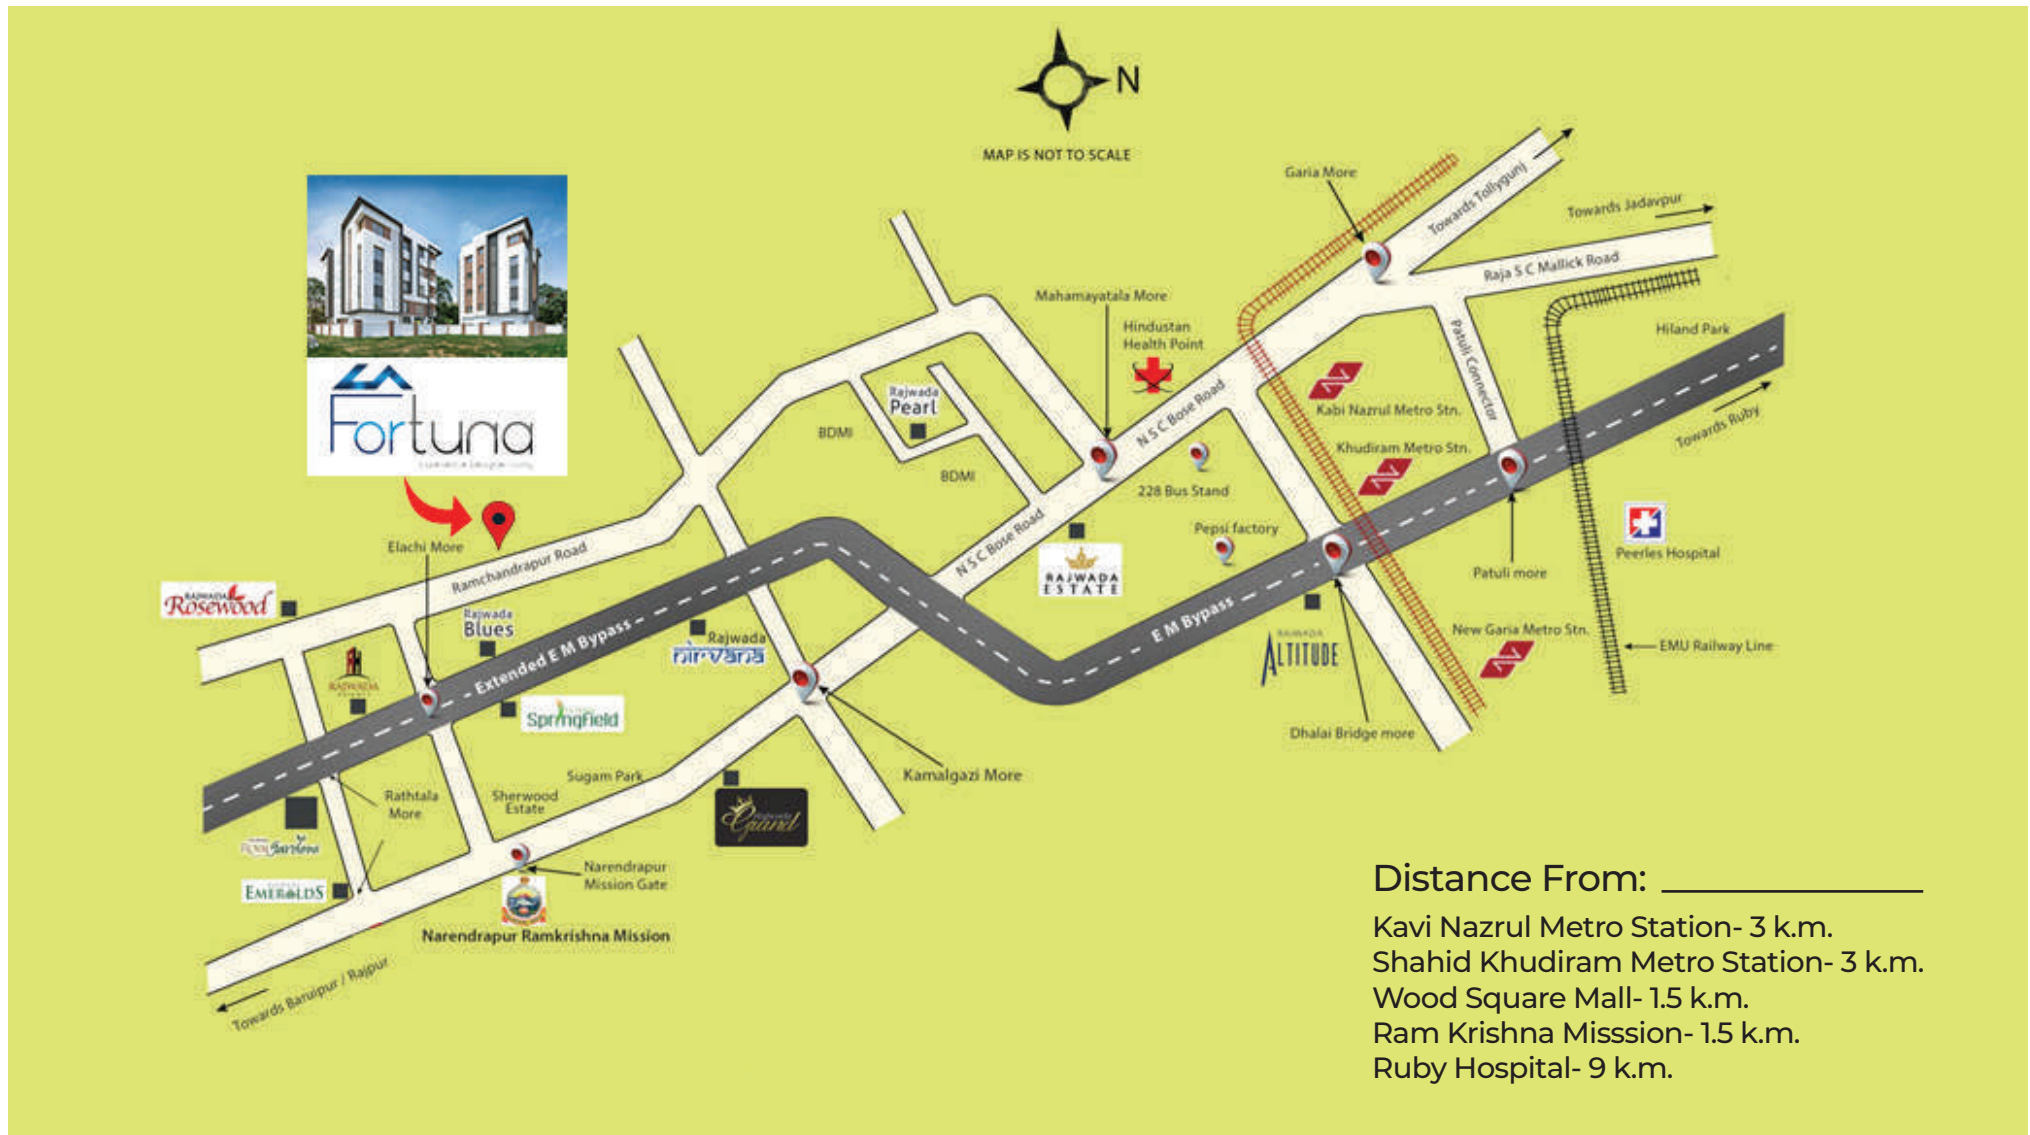 N
MAP IS NOT TO SCALE
Garia More
Towards Tollygunj
Towards Jadavpur
Raja S C Mallick Road
Mahamayatala More
Hindustan
Health Point
Patuli Connector
Hiland Park
Fortuna
Rajwada
Pearl
BDMI
BDMI
N S C Bose Road
Kabi Nazrul Metro Stn.
Khudiram Metro Stn.
Towards Ruby
228 Bus Stand
Pepsi factory
N S C Bose Road
RAJWADA
ESTATE
Peerles Hospital
Patuli more
Elachi More
Ramchandrapur Road
RAJWADA
Rosewood
Rajwada
Blues
Extended E M Bypass
Rajwada
nirvana
E M Bypass
RAJWADA
ALTITUDE
New Garia Metro Stn.
EMU Railway Line
RAJWADA
Springfield
Dhalai Bridge more
Kamalgazi More
Sugam Park
Rathtala
More
Sherwood
Estate
Rajwada
Grand
ROYAL Gardens
EMERALDS
Narendrapur
Mission Gate
Narendrapur Ramkrishna Mission
Towards Baruipur / Rajpur
Distance From:
Kavi Nazrul Metro Station- 3 k.m.
Shahid Khudiram Metro Station- 3 k.m.
Wood Square Mall- 1.5 k.m.
Ram Krishna Misssion- 1.5 k.m.
Ruby Hospital- 9 k.m.